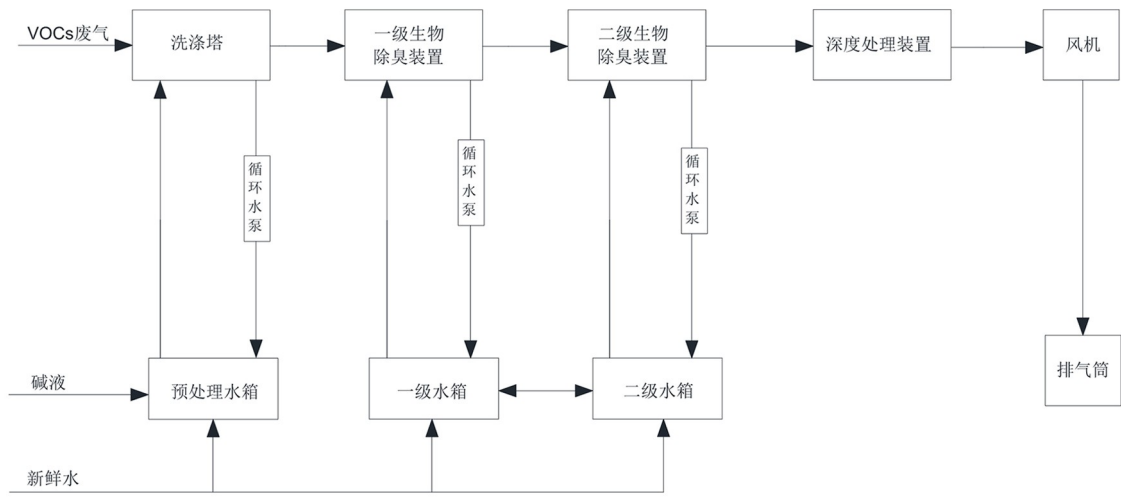 VOCs废气
洗涤塔
一级生物
除臭装置
二级生物
除臭装置
深度处理装置
风机
循环水泵
循环水泵
循环水泵
碱液
预处理水箱
一级水箱
二级水箱
排气筒
新鲜水